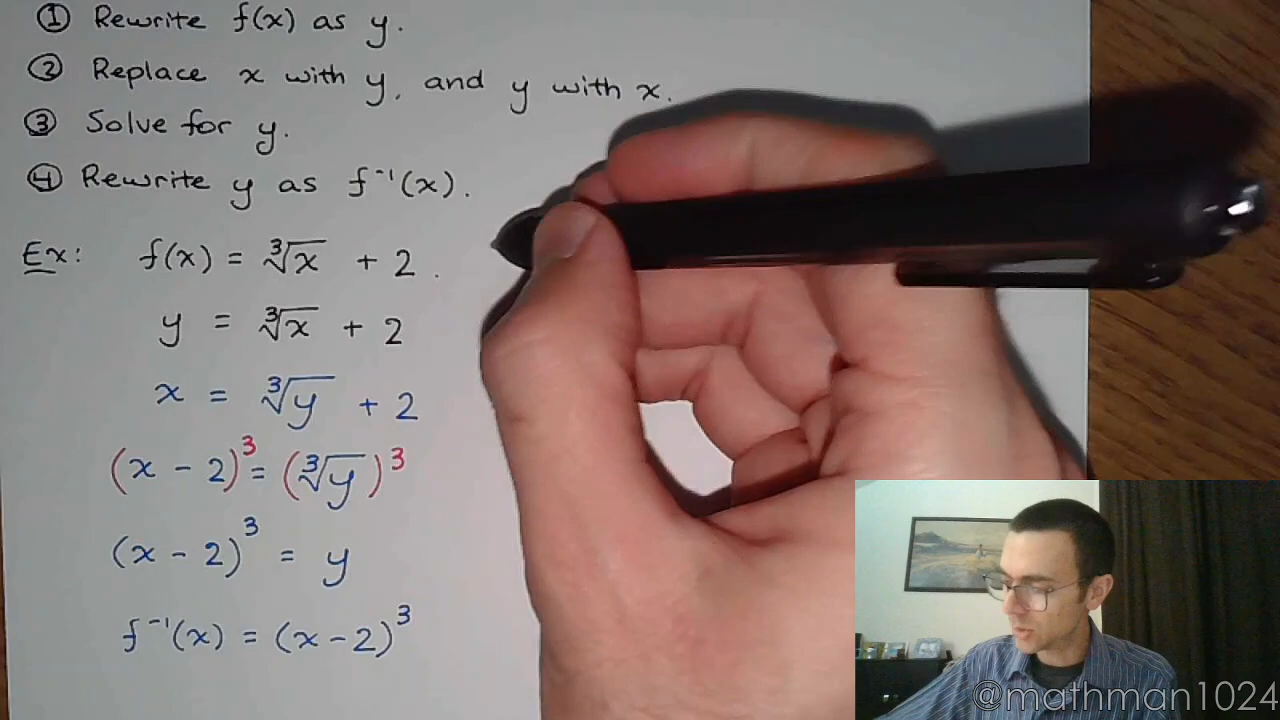 ① Rewrite f(x) as y.
② Replace x with y, and y with x.
③ Solve for y.
④ Rewrite y as f⁻¹(x).
Ex: f(x) = ∛x + 2.
y = ∛x + 2
x = ∛y + 2
(x - 2)³ = (∛y)³
(x - 2)³ = y
f⁻¹(x) = (x - 2)³
@mathman1024